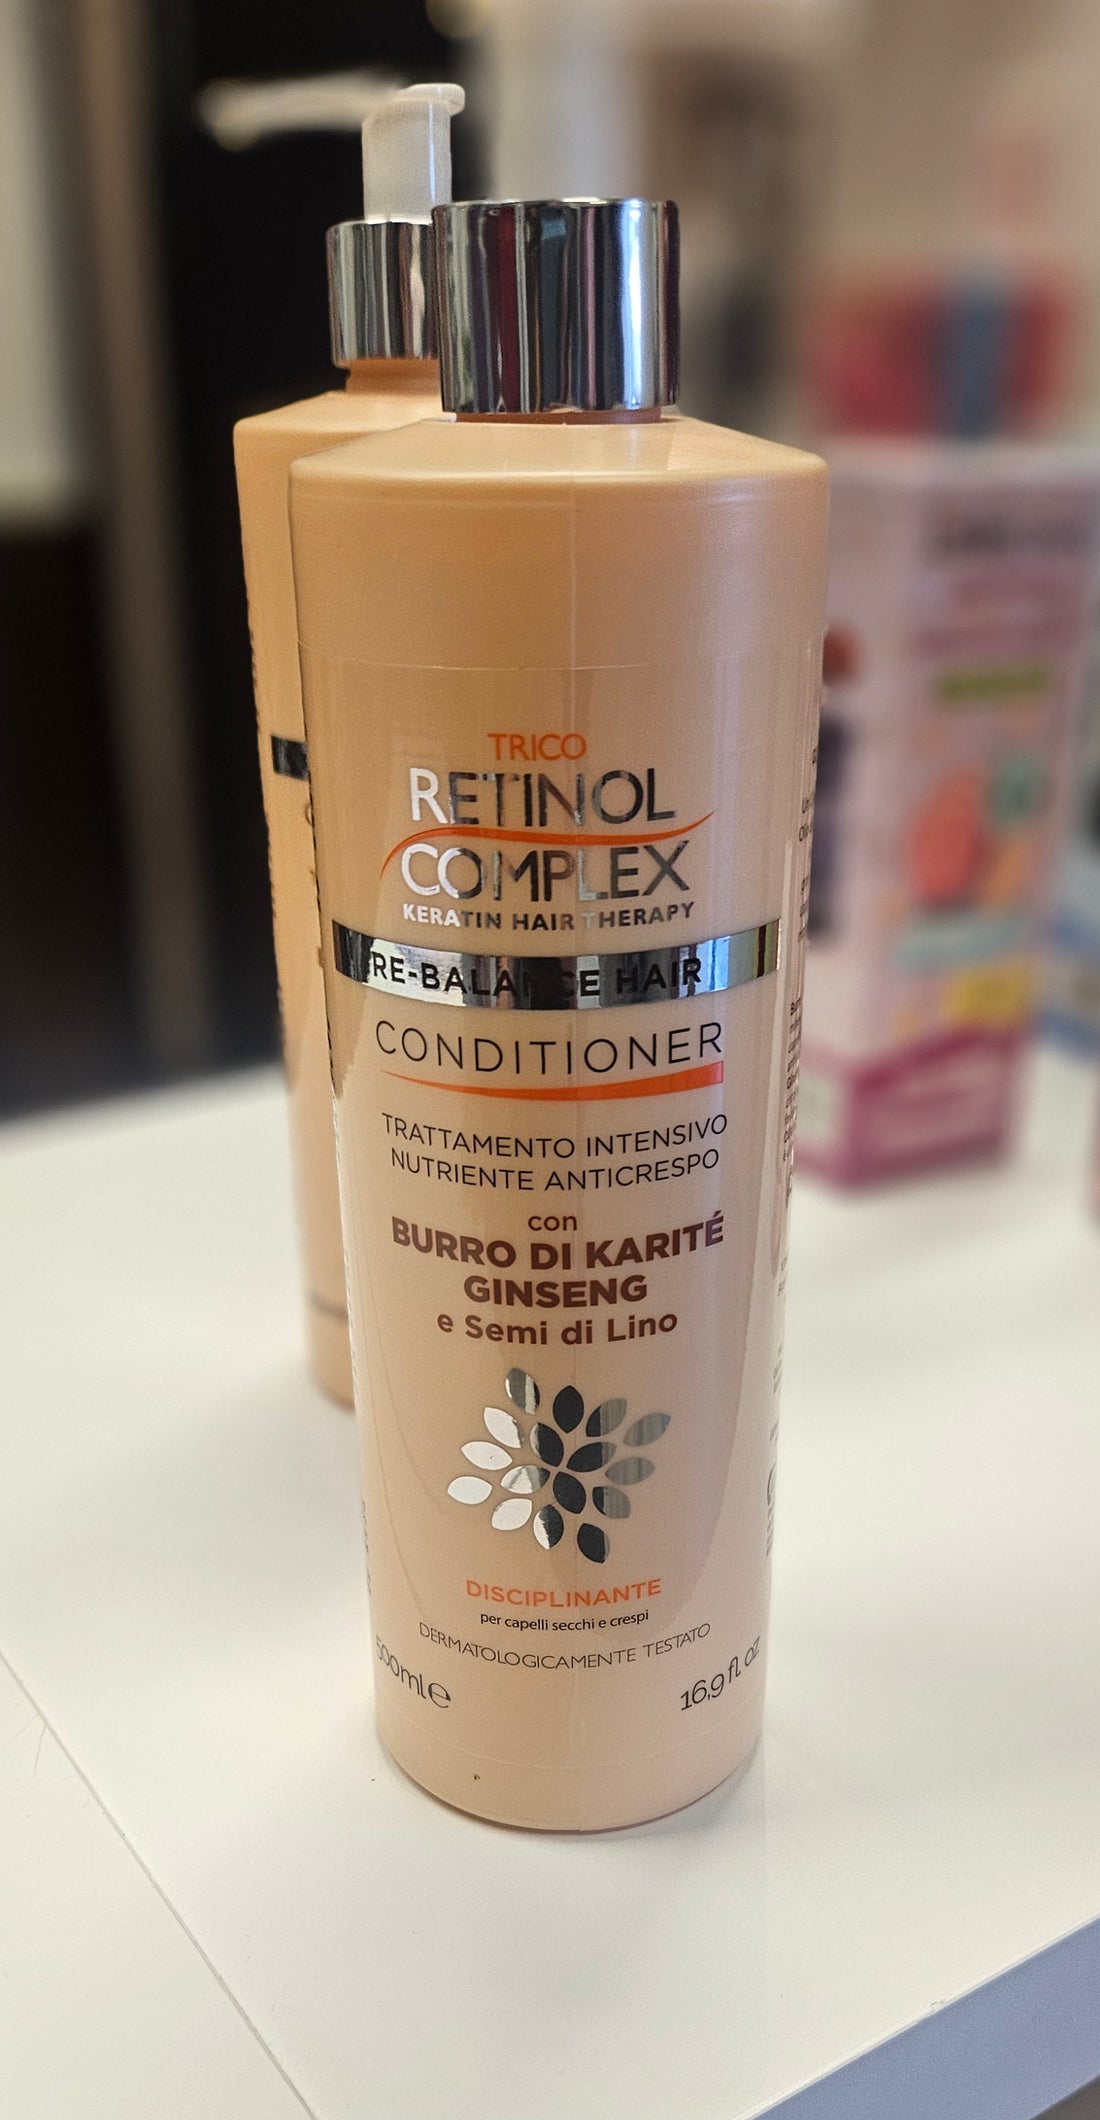 TRICO
RETINOL
COMPLEX
KERATIN HAIR THERAPY
RE-BALANCE HAIR
CONDITIONER
TRATTAMENTO INTENSIVO
NUTRIENTE ANTICRESPO
con
BURRO DI KARITÉ
GINSENG
e Semi di Lino
DISCIPLINANTE
per capelli secchi e crespi
DERMATOLOGICAMENTE TESTATO
500ml℮
16,9 fl. oz